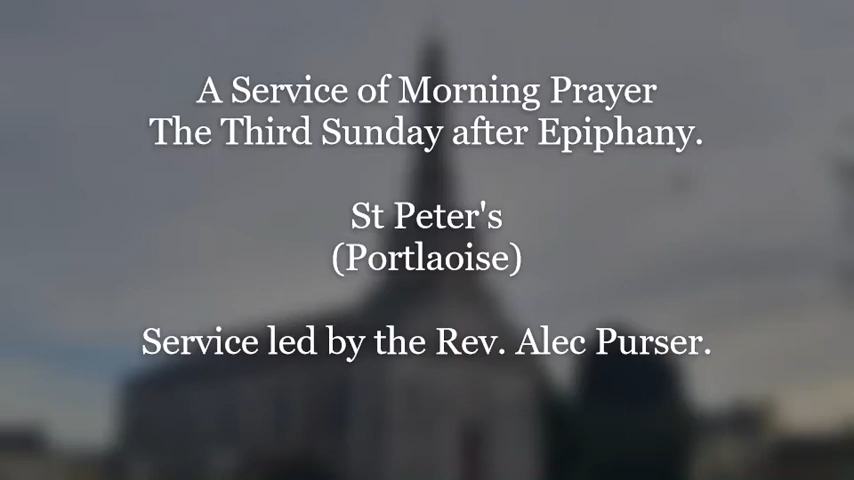 A Service of Morning Prayer
The Third Sunday after Epiphany.
St Peter's
(Portlaoise)
Service led by the Rev. Alec Purser.